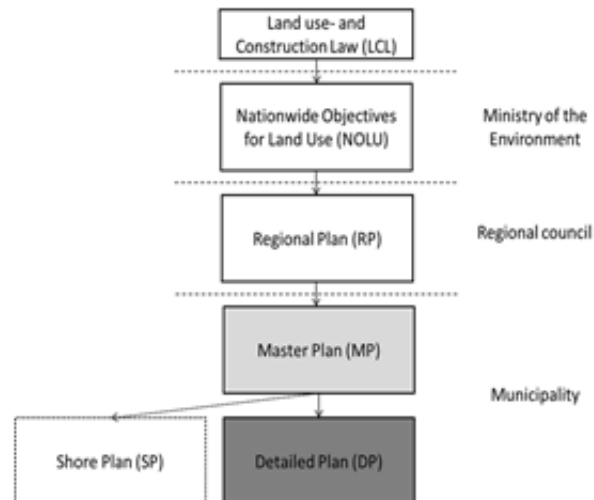 Land use- and
Construction Law (LCL)
Nationwide Objectives
for Land Use (NOLU)
Ministry of the
Environment
Regional Plan (RP)
Regional council
Master Plan (MP)
Municipality
Shore Plan (SP)
Detailed Plan (DP)